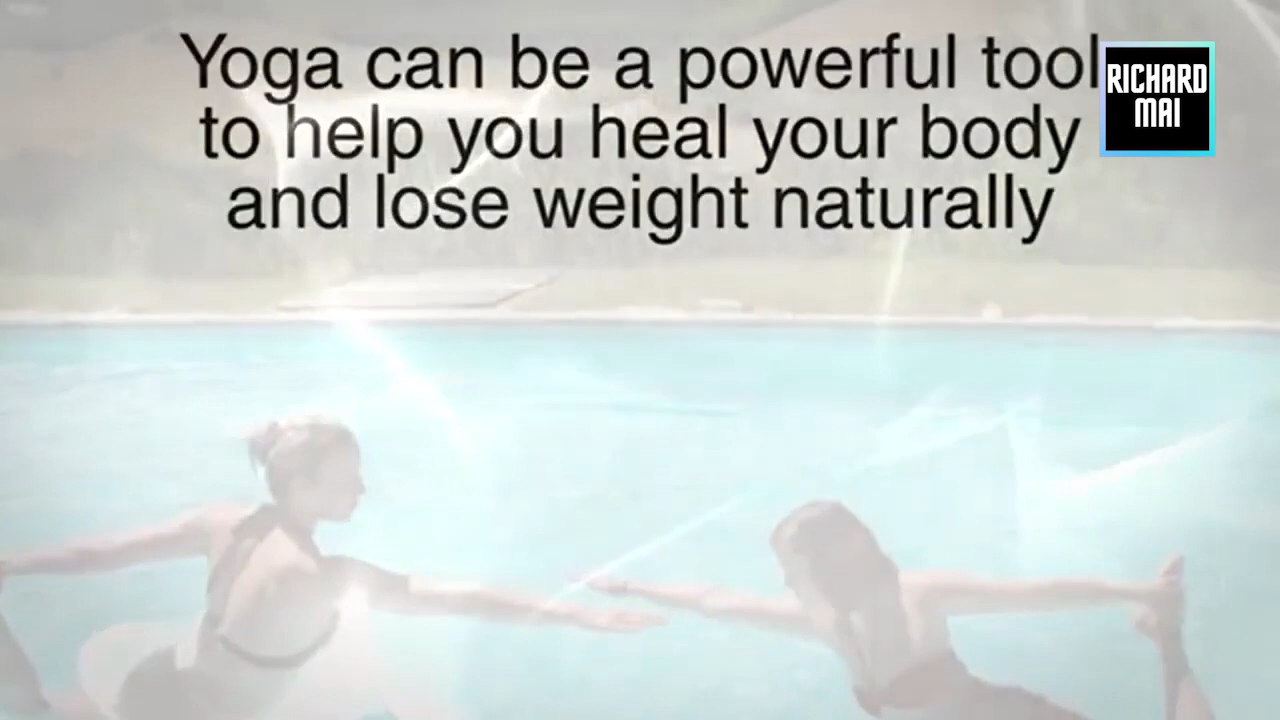 Yoga can be a powerful tool
to help you heal your body
and lose weight naturally
RICHARD
MAI